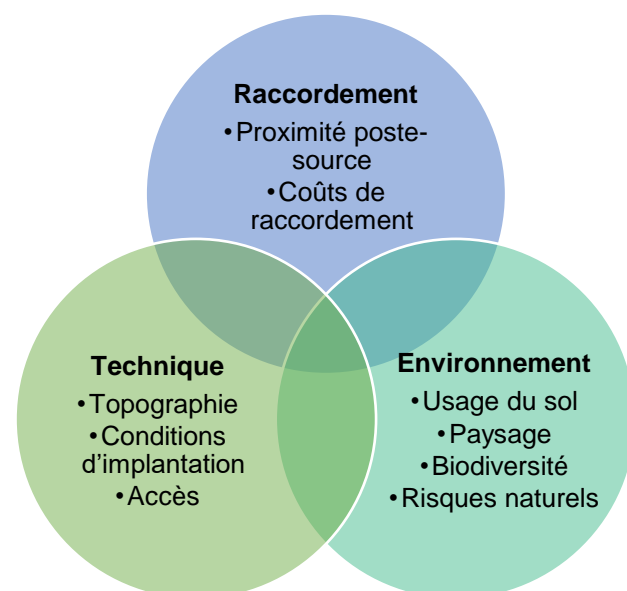 Raccordement
•Proximité poste-
source
•Coûts de
raccordement
Technique
•Topographie
•Conditions
d'implantation
•Accès
Environnement
•Usage du sol
•Paysage
•Biodiversité
•Risques naturels